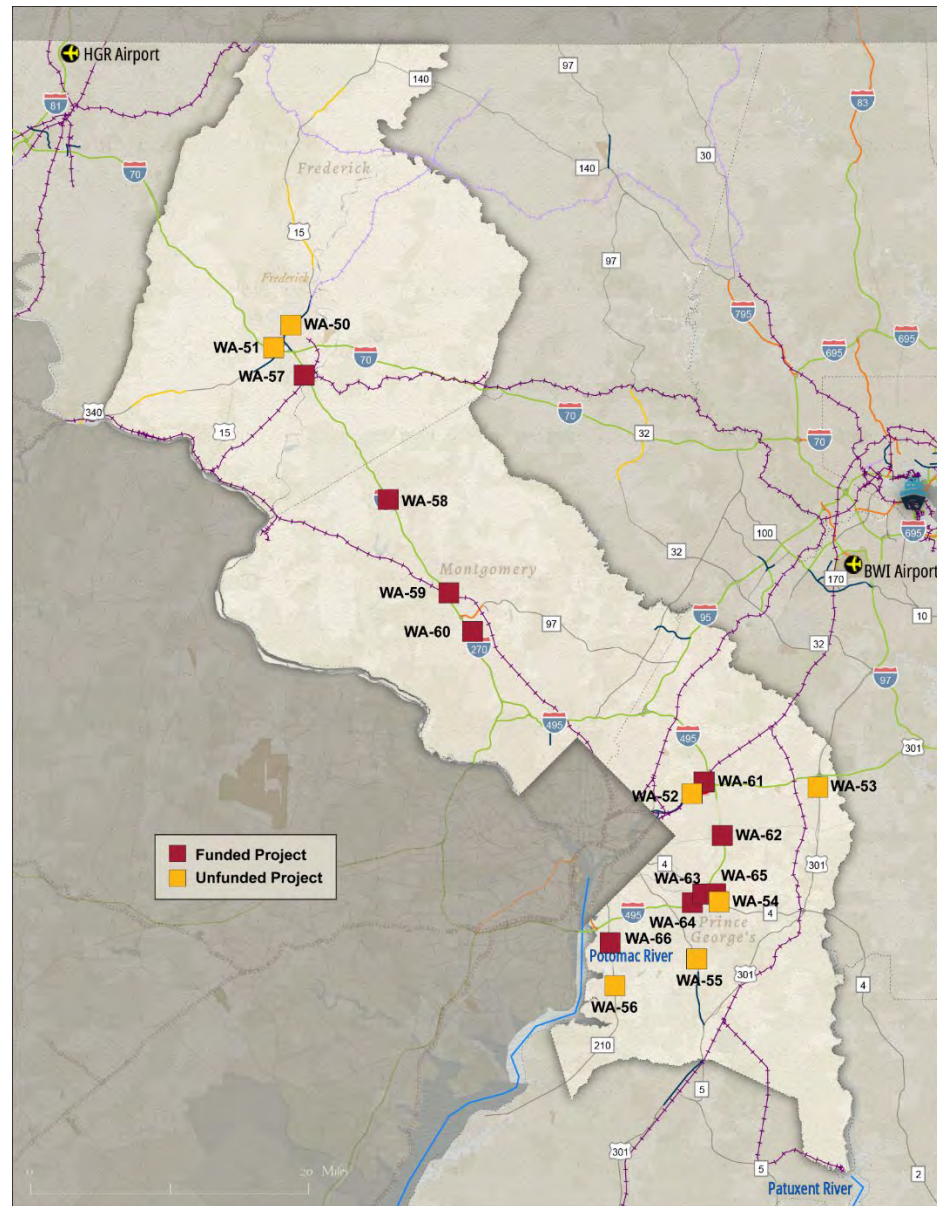 HGR Airport
140
97
81
83
70
140
30
Frederick
15
97
Frederick
795
WA-50
WA-51
695
695
70
WA-57
340
15
32
70
70
WA-58
100
32
695
Montgomery
BWI Airport
WA-59
170
97
95
10
WA-60
270
32
97
495
495
301
WA-61
WA-53
WA-52
WA-62
4
301
Funded Project
Unfunded Project
WA-63
WA-65
WA-54
495
4
WA-64
Prince
George's
WA-66
Potomac River
WA-55
301
4
WA-56
210
5
0
20 Miles
301
5
2
Patuxent River